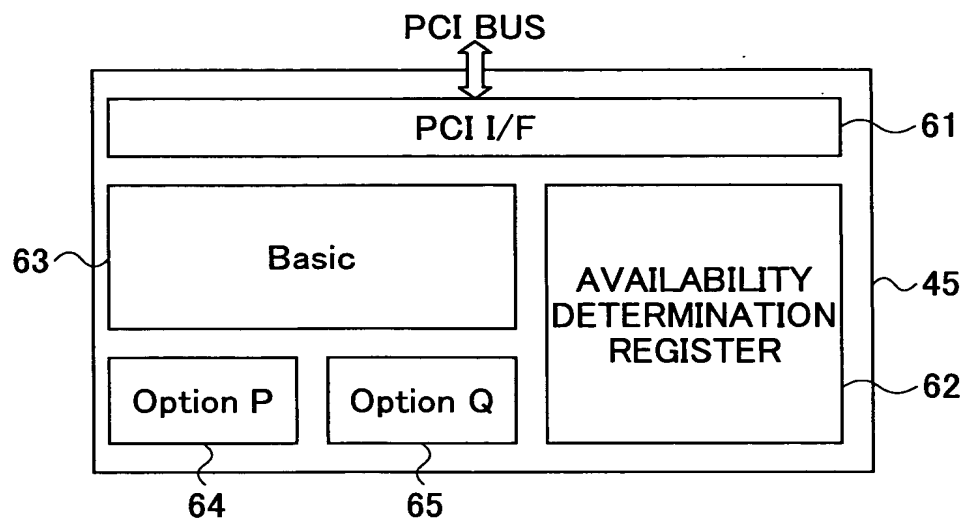 PCI BUS
PCI I/F
61
63
Basic
AVAILABILITY
DETERMINATION
REGISTER
45
Option P
Option Q
62
64
65